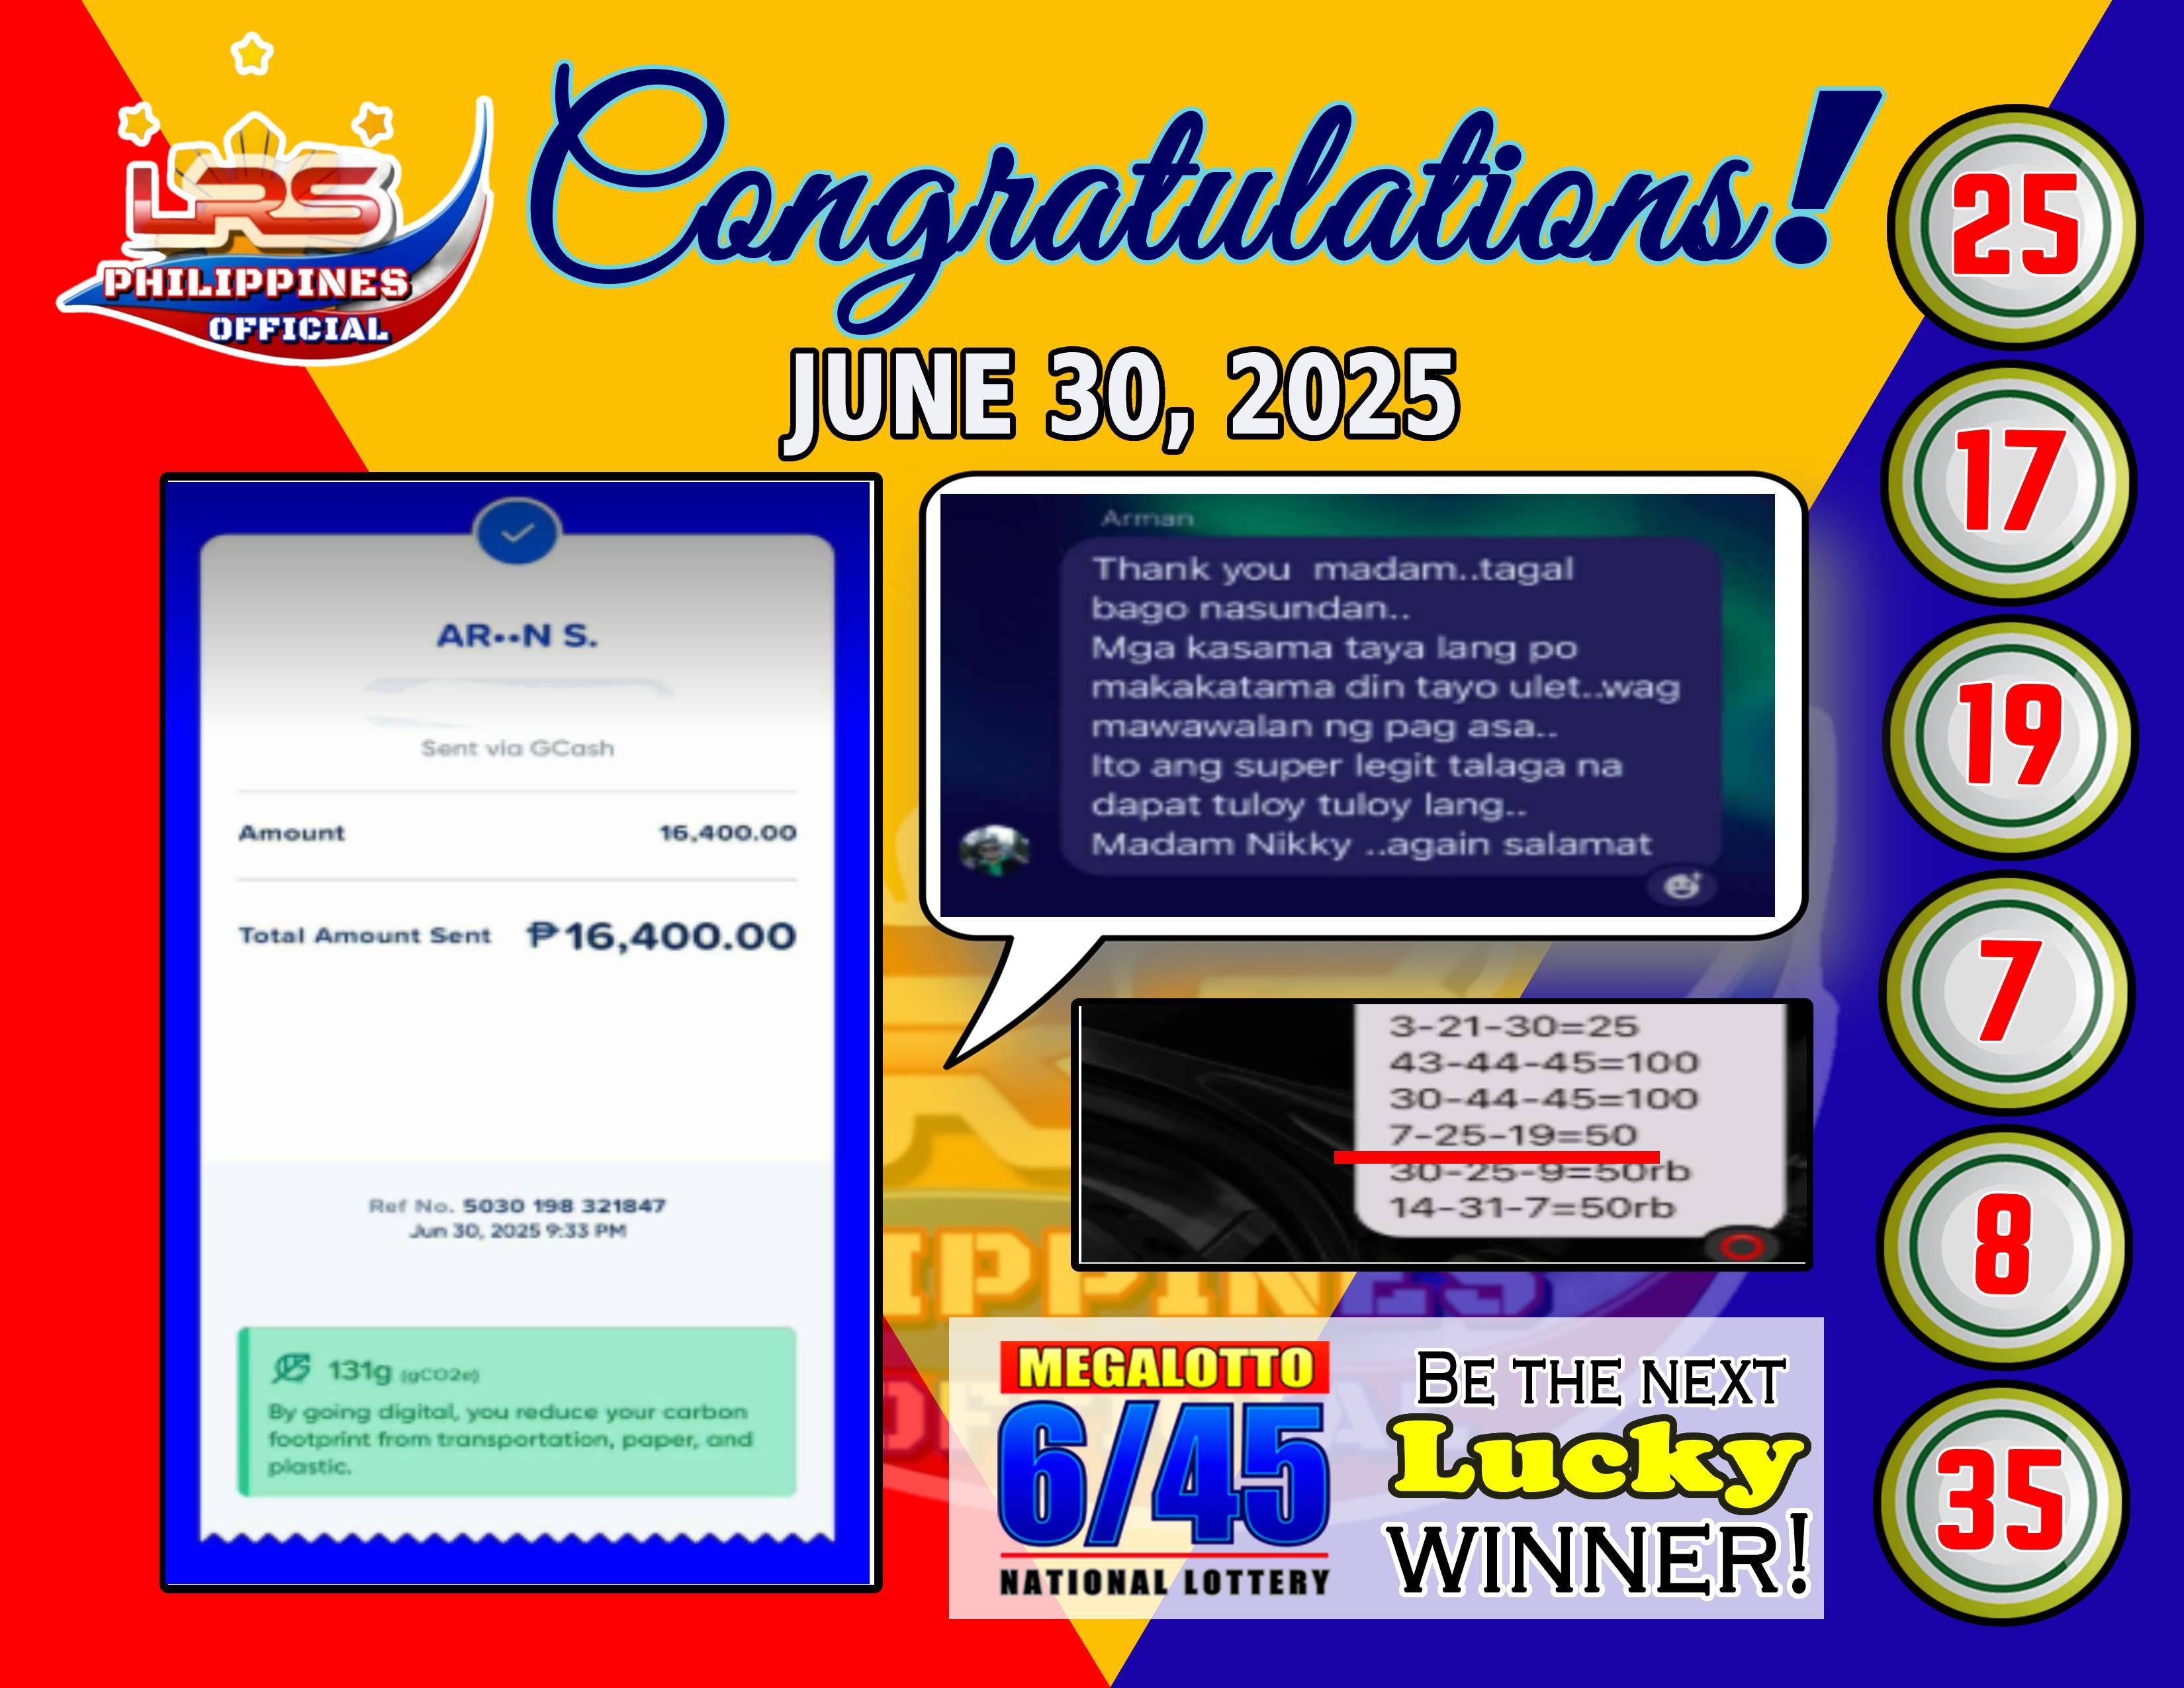 LRS
PHILIPPINES
OFFICIAL
Congratulations!
JUNE 30, 2025
AR••N S.
Sent via GCash
Amount 16,400.00
Total Amount Sent ₱16,400.00
Ref No. 5030 198 321847
Jun 30, 2025 9:33 PM
131g (gCO2e)
By going digital, you reduce your carbon
footprint from transportation, paper, and
plastic.
Arman
Thank you madam..tagal
bago nasundan..
Mga kasama taya lang po
makakatama din tayo ulet..wag
mawawalan ng pag asa..
Ito ang super legit talaga na
dapat tuloy tuloy lang..
Madam Nikky ..again salamat
3-21-30=25
43-44-45=100
30-44-45=100
7-25-19=50
30-25-9=50rb
14-31-7=50rb
MEGALOTTO
6/45
NATIONAL LOTTERY
BE THE NEXT
Lucky
WINNER!
25
17
19
7
8
35